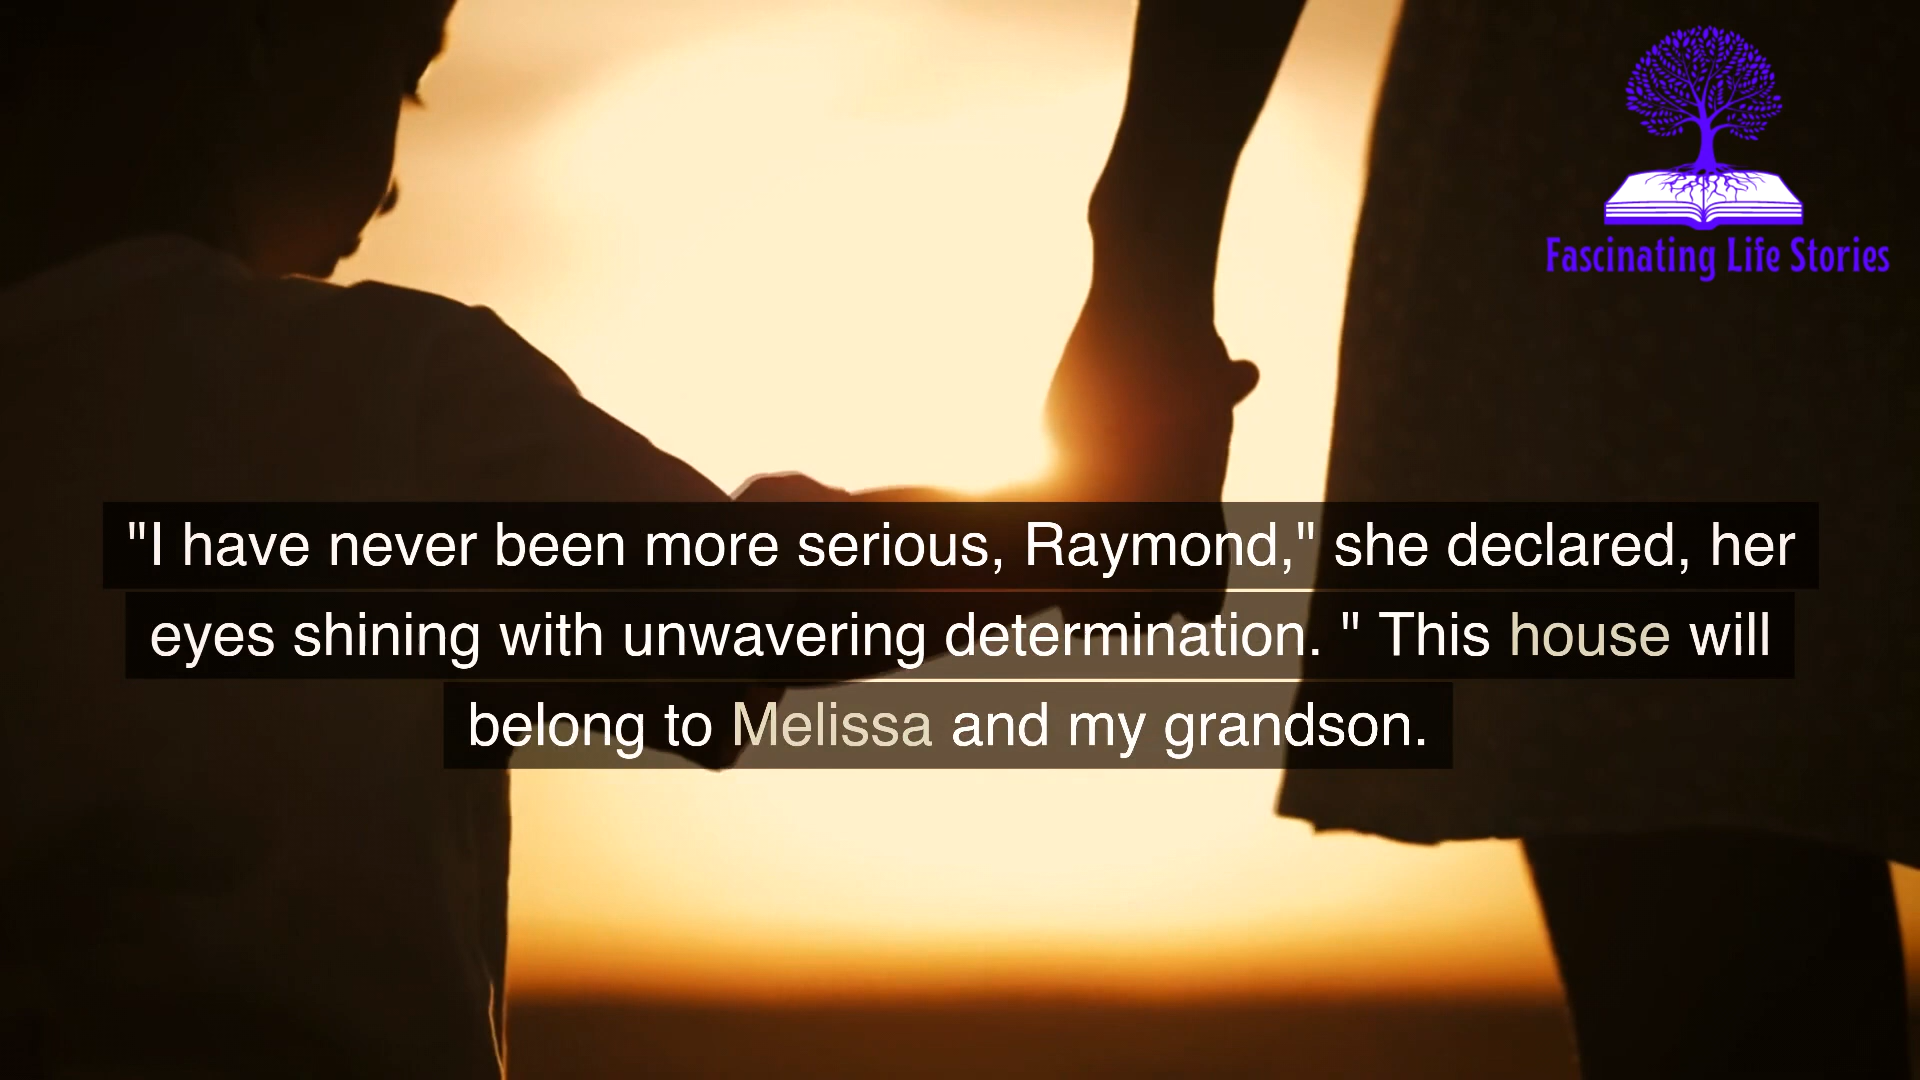 Fascinating Life Stories
"I have never been more serious, Raymond," she declared, her
eyes shining with unwavering determination. " This house will
belong to Melissa and my grandson.